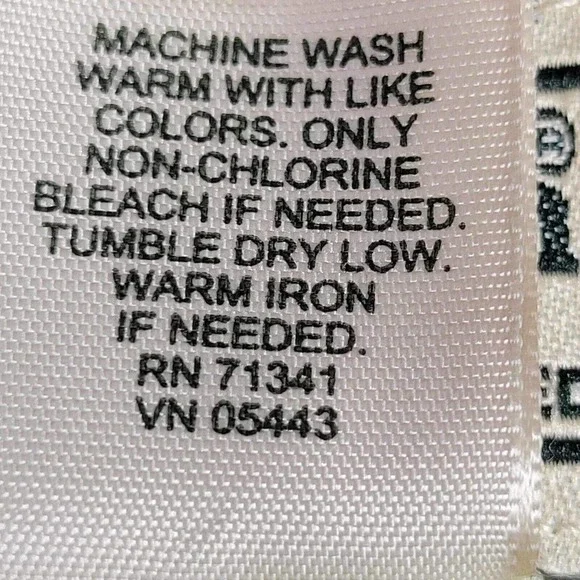 MACHINE WASH
WARM WITH LIKE
COLORS. ONLY
NON-CHLORINE
BLEACH IF NEEDED.
TUMBLE DRY LOW.
WARM IRON
IF NEEDED.
RN 71341
VN 05443
®